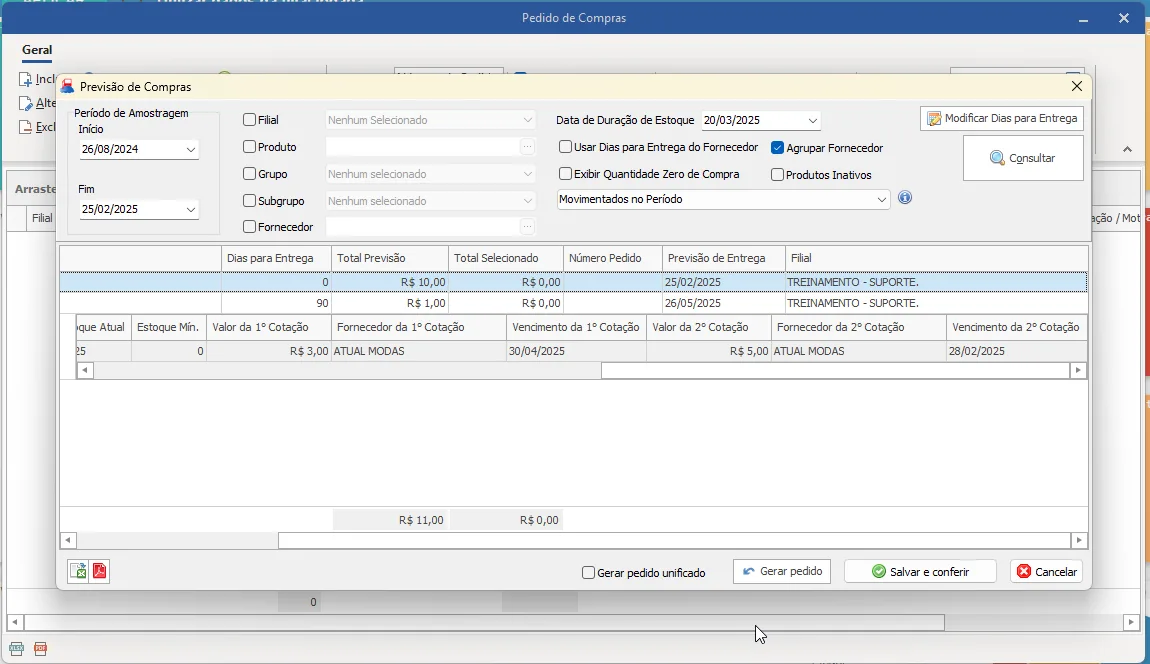 Pedido de Compras
Geral
Incl
Alte
Excl
Previsão de Compras
Período de Amostragem
Início
26/08/2024
Fim
25/02/2025
Filial
Nenhum Selecionado
Produto
Grupo
Nenhum selecionado
Subgrupo
Nenhum selecionado
Fornecedor
Data de Duração de Estoque
20/03/2025
Usar Dias para Entrega do Fornecedor
Agrupar Fornecedor
Exibir Quantidade Zero de Compra
Produtos Inativos
Movimentados no Período
Modificar Dias para Entrega
Consultar
Arraste
Filial
ação / Mot
Dias para Entrega Total Previsão Total Selecionado Número Pedido Previsão de Entrega Filial
0 R$ 10,00 R$ 0,00 25/02/2025 TREINAMENTO - SUPORTE.
90 R$ 1,00 R$ 0,00 26/05/2025 TREINAMENTO - SUPORTE.
que Atual Estoque Mín. Valor da 1º Cotação Fornecedor da 1º Cotação Vencimento da 1º Cotação Valor da 2º Cotação Fornecedor da 2º Cotação Vencimento da 2º Cotação
25 0 R$ 3,00 ATUAL MODAS 30/04/2025 R$ 5,00 ATUAL MODAS 28/02/2025
R$ 11,00 R$ 0,00
Gerar pedido unificado
Gerar pedido
Salvar e conferir
Cancelar
0